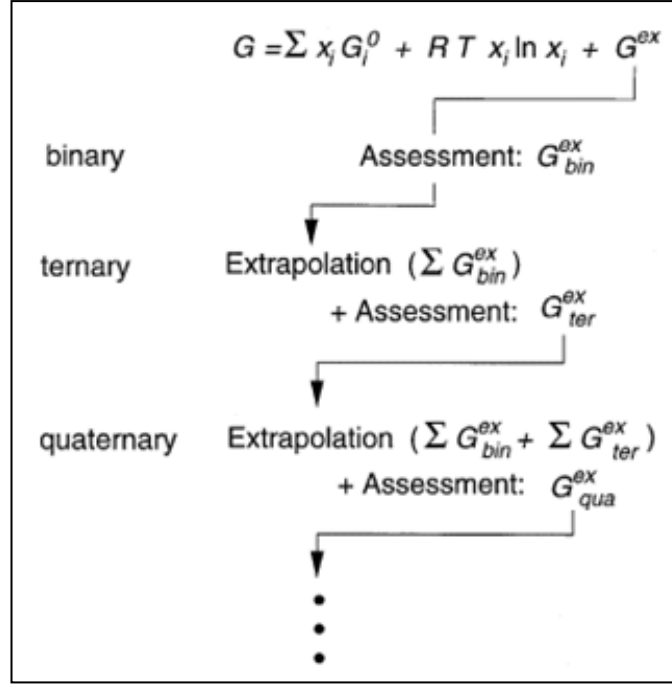 G = Σ x_i G_i^0 + R T x_i ln x_i + G^ex
binary Assessment: G_bin^ex
ternary Extrapolation (Σ G_bin^ex)
+ Assessment: G_ter^ex
quaternary Extrapolation (Σ G_bin^ex + Σ G_ter^ex)
+ Assessment: G_qua^ex